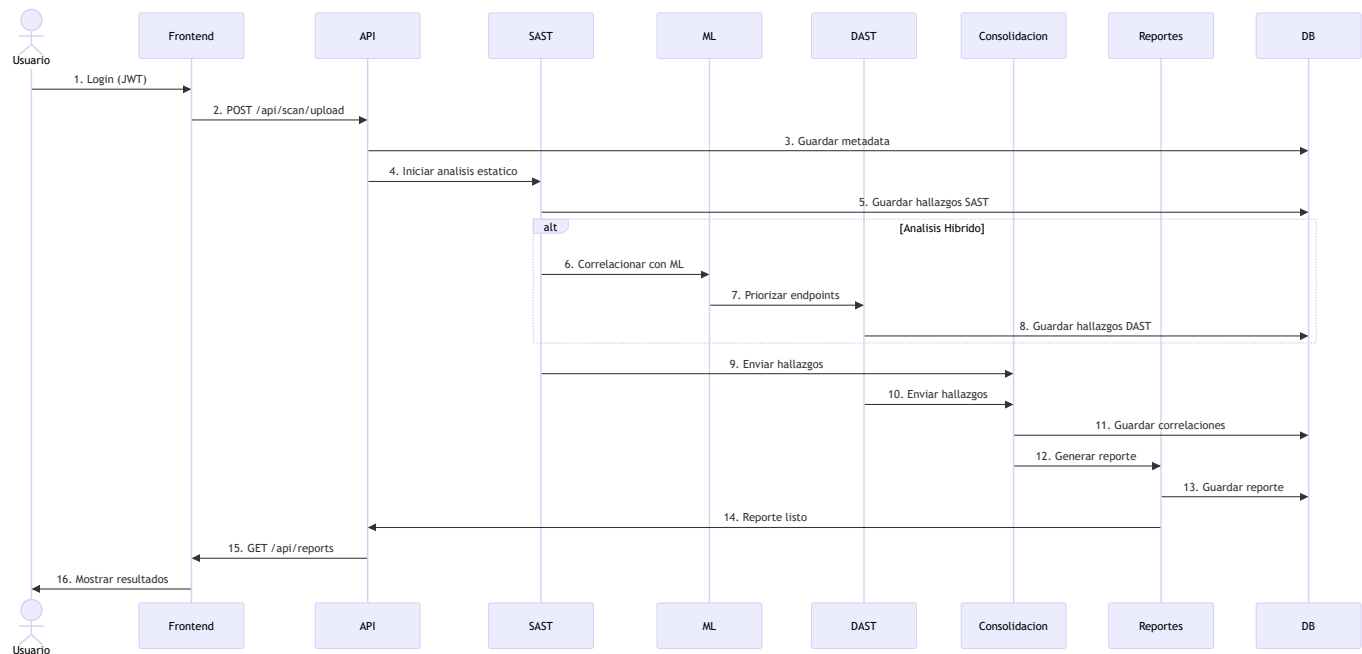 Usuario
Frontend
API
SAST
ML
DAST
Consolidacion
Reportes
DB
1. Login (JWT)
2. POST /api/scan/upload
3. Guardar metadata
4. Iniciar analisis estatico
5. Guardar hallazgos SAST
alt
[Analisis Hibrido]
6. Correlacionar con ML
7. Priorizar endpoints
8. Guardar hallazgos DAST
9. Enviar hallazgos
10. Enviar hallazgos
11. Guardar correlaciones
12. Generar reporte
13. Guardar reporte
14. Reporte listo
15. GET /api/reports
16. Mostrar resultados
Usuario
Frontend
API
SAST
ML
DAST
Consolidacion
Reportes
DB